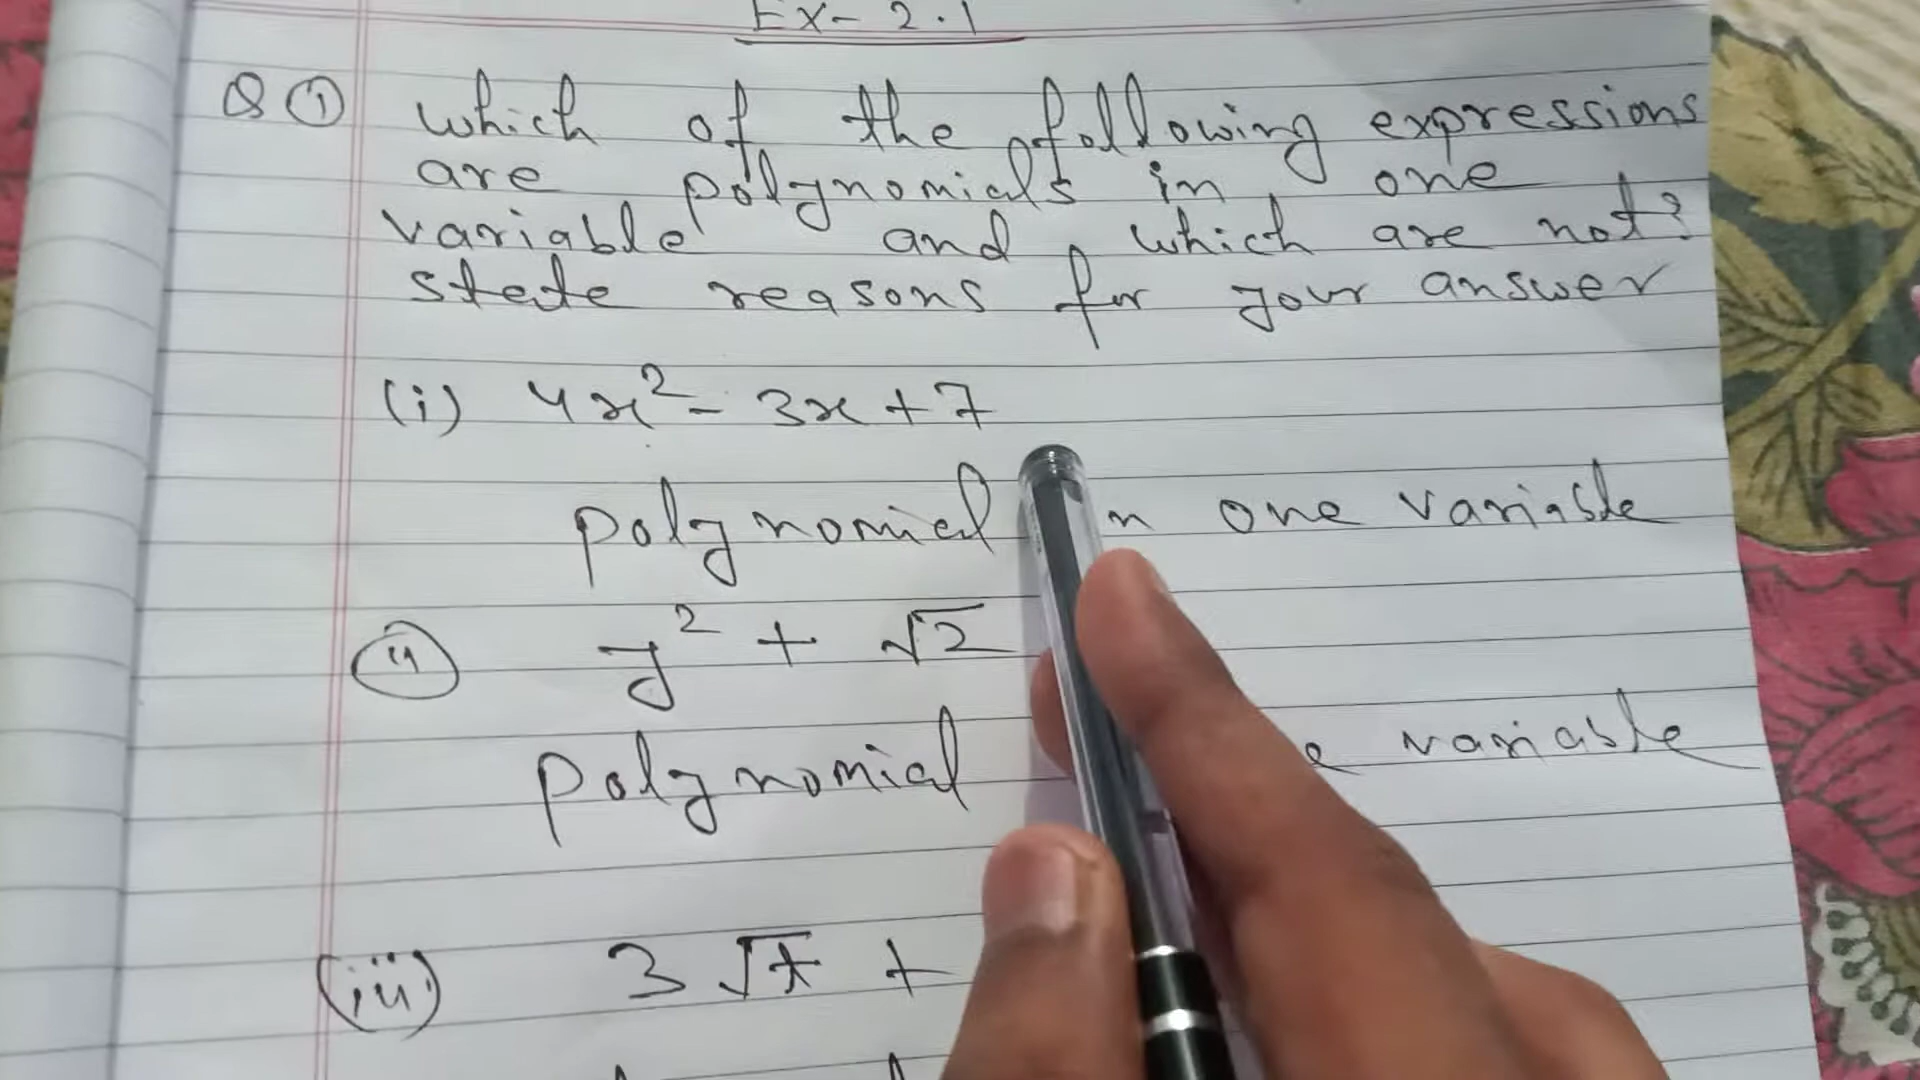 Ex- 2.1
Q ① which of the following expressions
are polynomials in one
variable and which are not?
state reasons for your answer
(i) 4x² - 3x + 7
polynomial in one variable
(ii) y² + √2
polynomial variable
(iii) 3 √t +